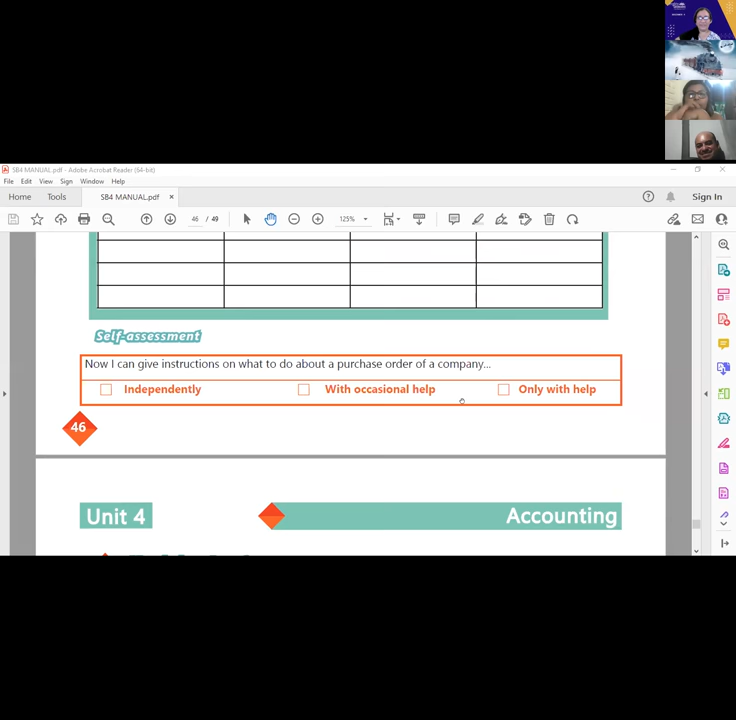 SB4 MANUAL.pdf - Adobe Acrobat Reader (64-bit)
File Edit View Sign Window Help
Home Tools SB4 MANUAL.pdf × Sign In
46 / 49 125%
Self-assessment
Now I can give instructions on what to do about a purchase order of a company...
Independently With occasional help Only with help
46
Unit 4 Accounting